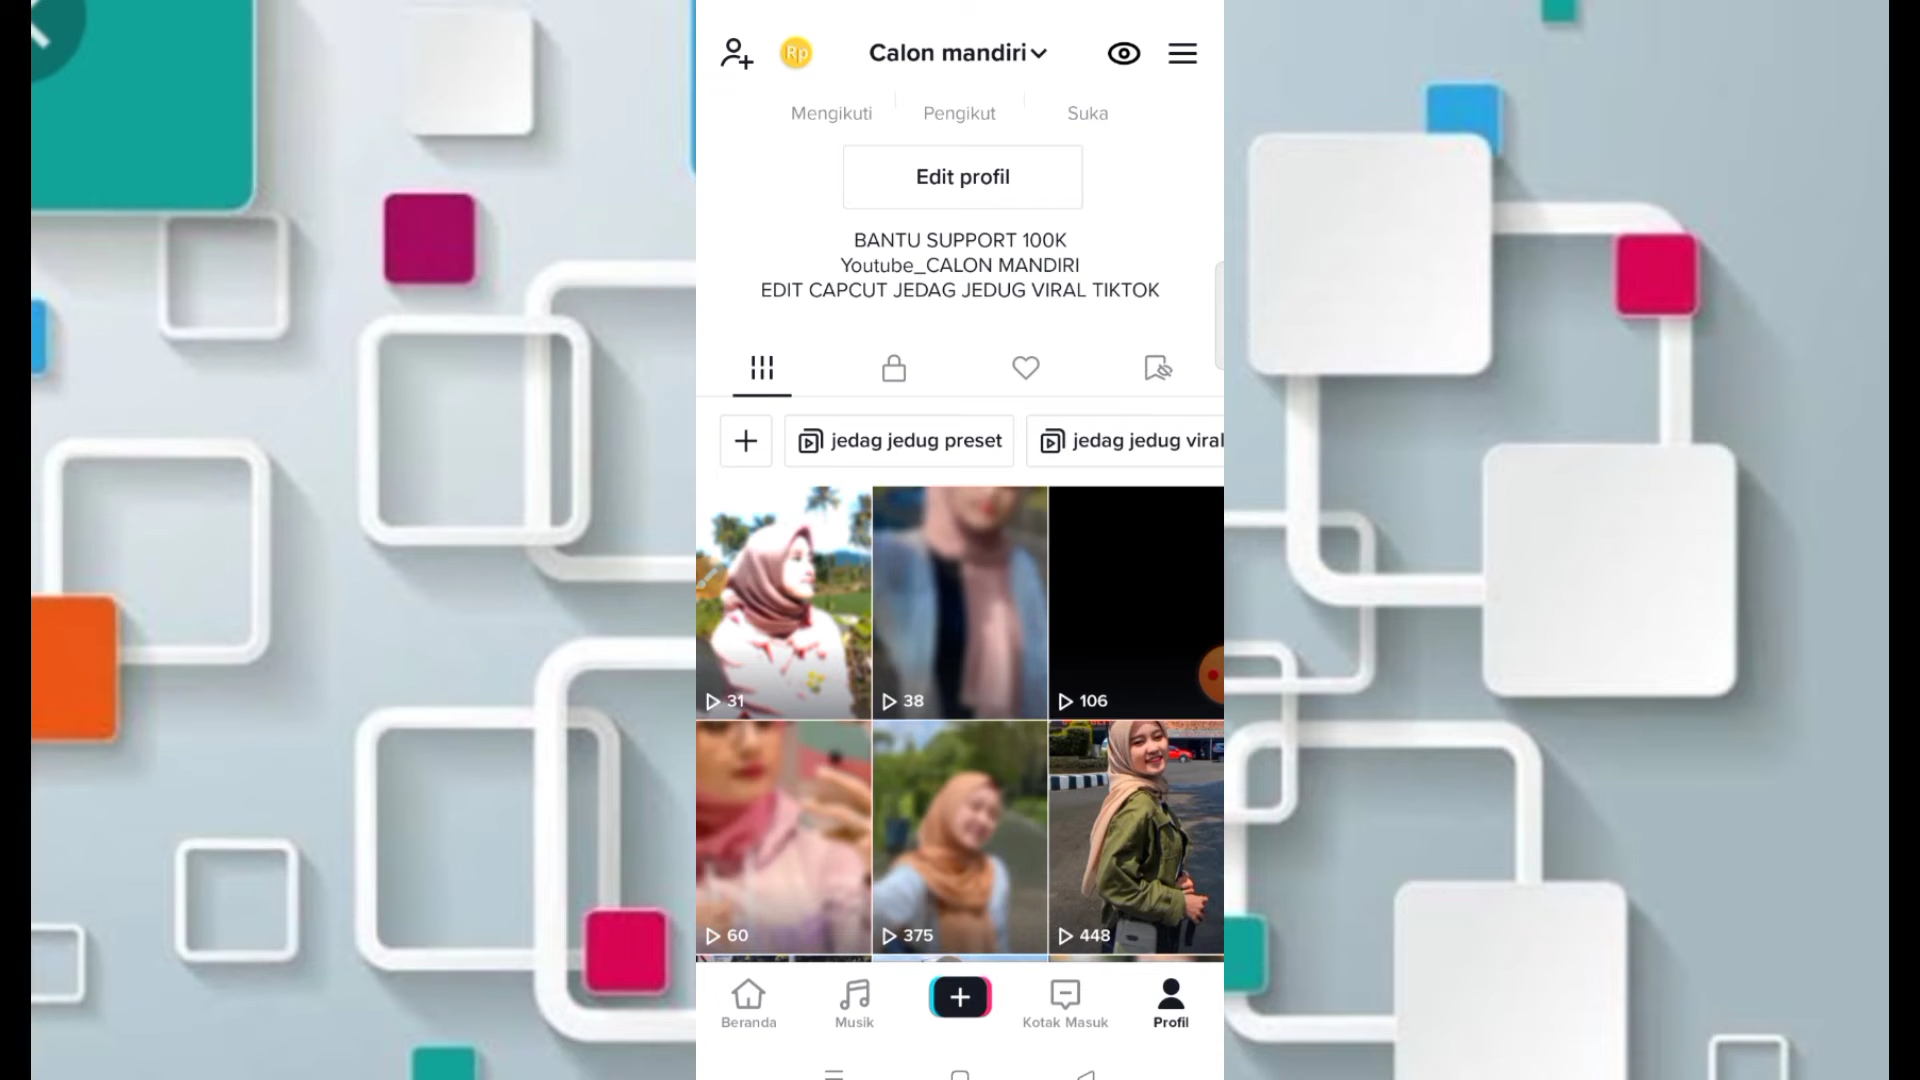 Rp
Calon mandiri
Mengikuti
Pengikut
Suka
Edit profil
BANTU SUPPORT 100K
Youtube_CALON MANDIRI
EDIT CAPCUT JEDAG JEDUG VIRAL TIKTOK
jedag jedug preset
jedag jedug viral
31
38
106
60
375
448
Beranda
Musik
Kotak Masuk
Profil